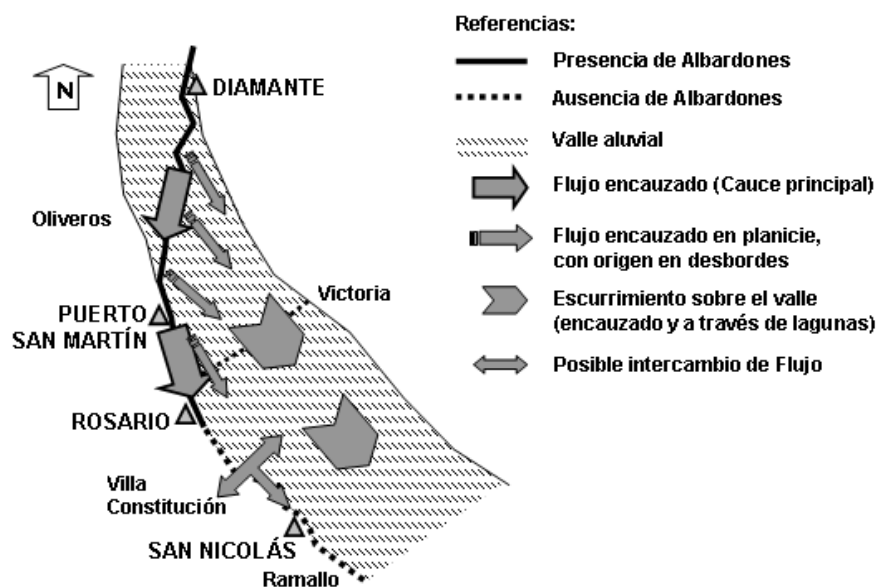 Referencias:
Presencia de Albardones
Ausencia de Albardones
Valle aluvial
Flujo encauzado (Cauce principal)
Flujo encauzado en planicie,
con origen en desbordes
Escurrimiento sobre el valle
(encauzado y a través de lagunas)
Posible intercambio de Flujo
N
DIAMANTE
Oliveros
Victoria
PUERTO
SAN MARTÍN
ROSARIO
Villa
Constitución
SAN NICOLÁS
Ramallo